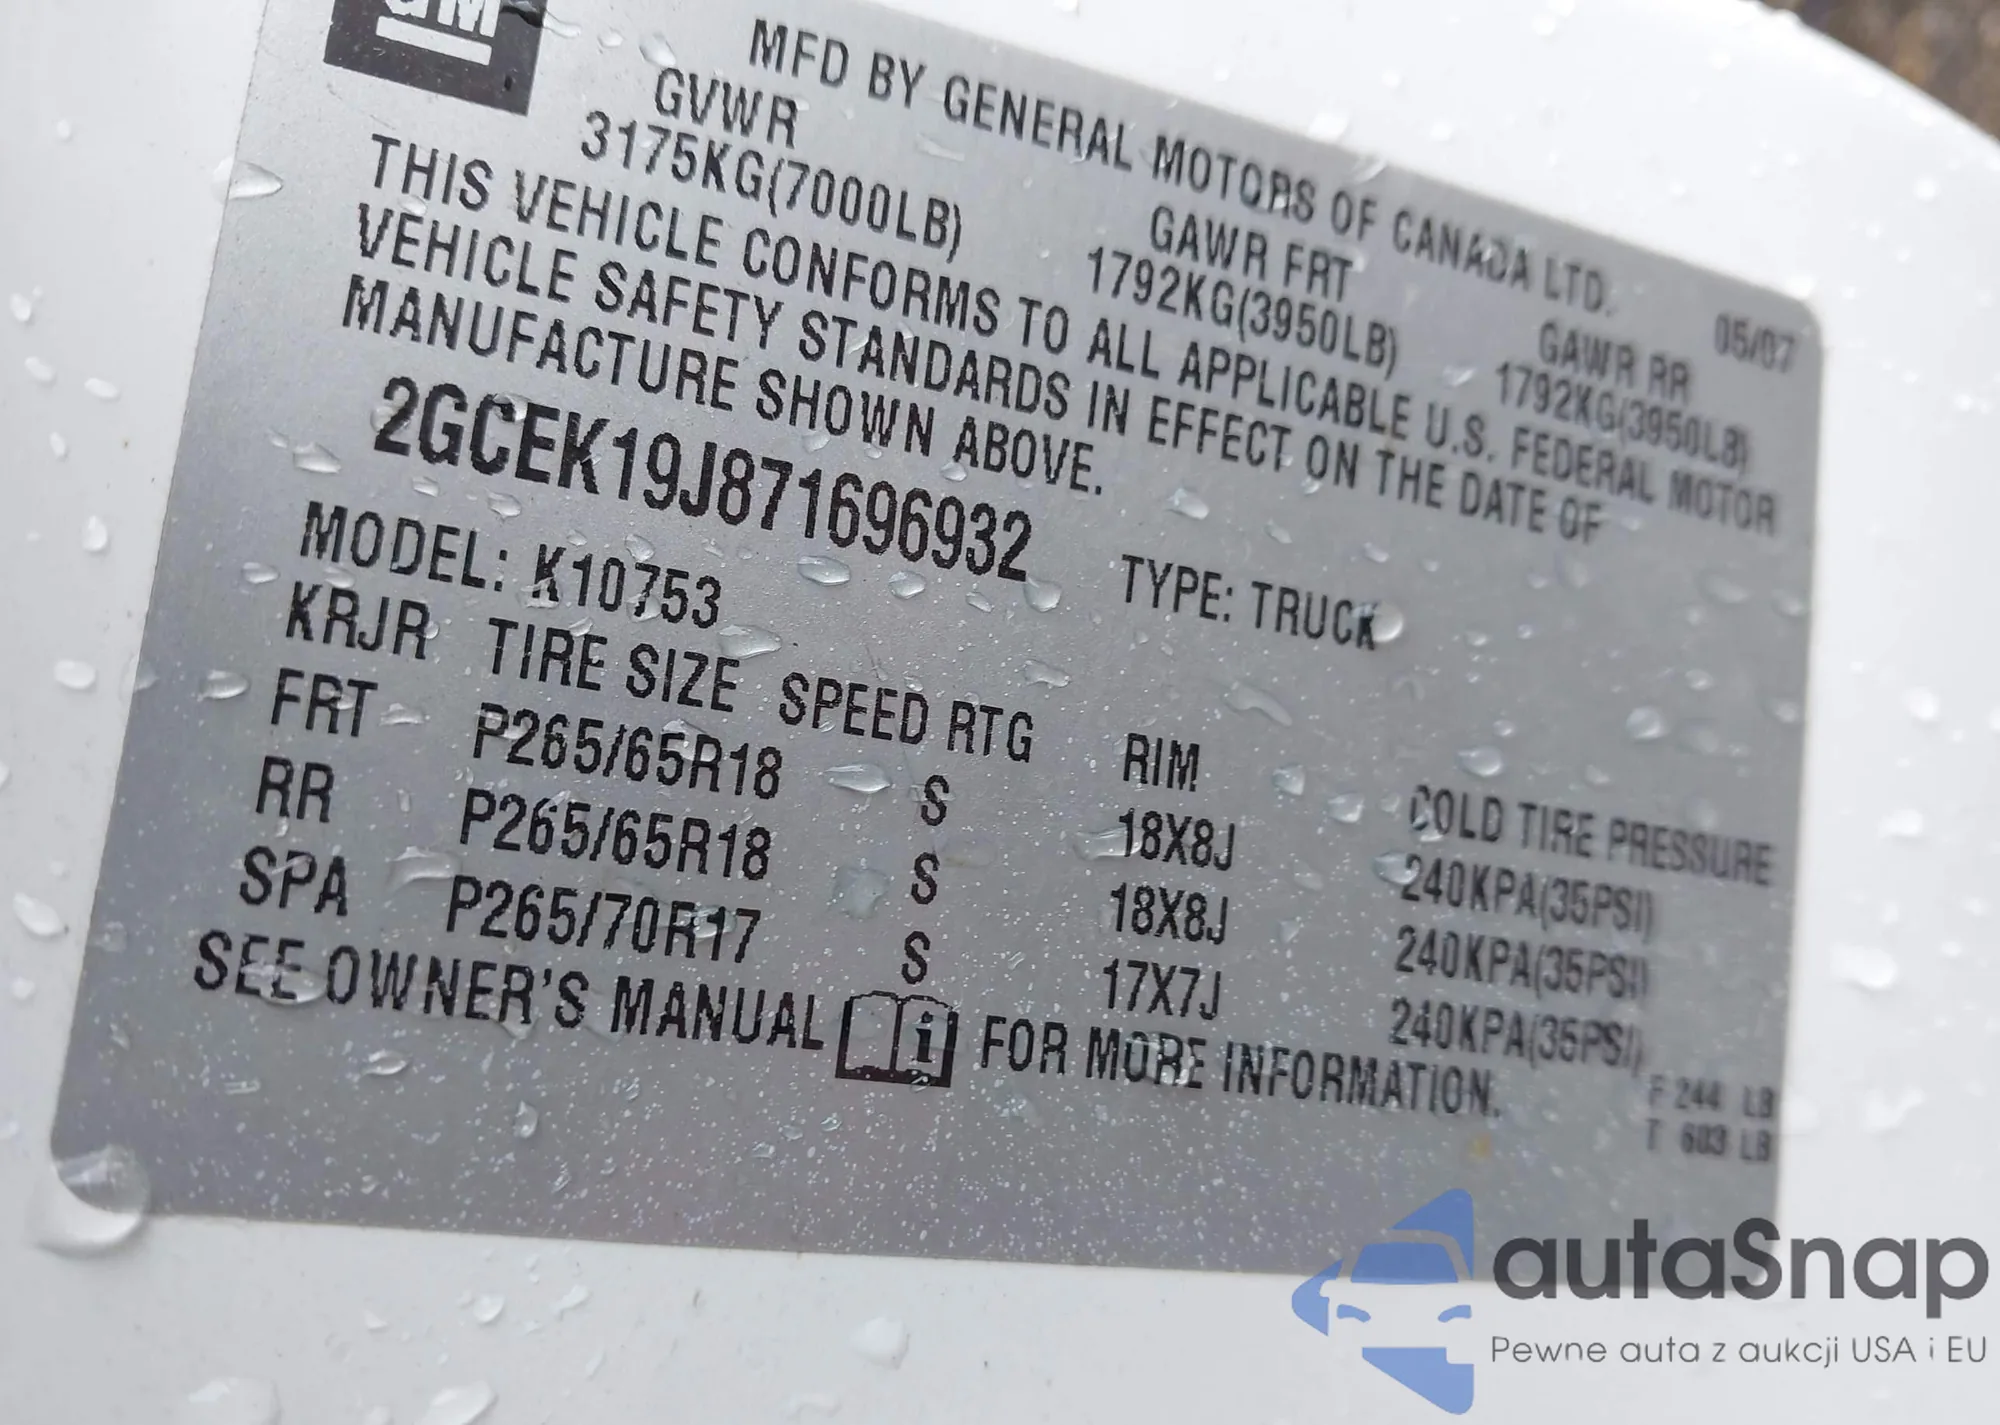 GM
MFD BY GENERAL MOTORS OF CANADA LTD. 05/07
GVWR GAWR FRT GAWR RR
3175KG(7000LB) 1792KG(3950LB) 1792KG(3950LB)
THIS VEHICLE CONFORMS TO ALL APPLICABLE U.S. FEDERAL MOTOR
VEHICLE SAFETY STANDARDS IN EFFECT ON THE DATE OF
MANUFACTURE SHOWN ABOVE.
2GCEK19J871696932 TYPE: TRUCK
MODEL: K10753
KRJR TIRE SIZE SPEED RTG RIM COLD TIRE PRESSURE
FRT P265/65R18 S 18X8J 240KPA(35PSI)
RR P265/65R18 S 18X8J 240KPA(35PSI)
SPA P265/70R17 S 17X7J 240KPA(35PSI)
SEE OWNER'S MANUAL i FOR MORE INFORMATION.
F 244 LB
T 603 LB
autaSnap
Pewne auta z aukcji USA i EU